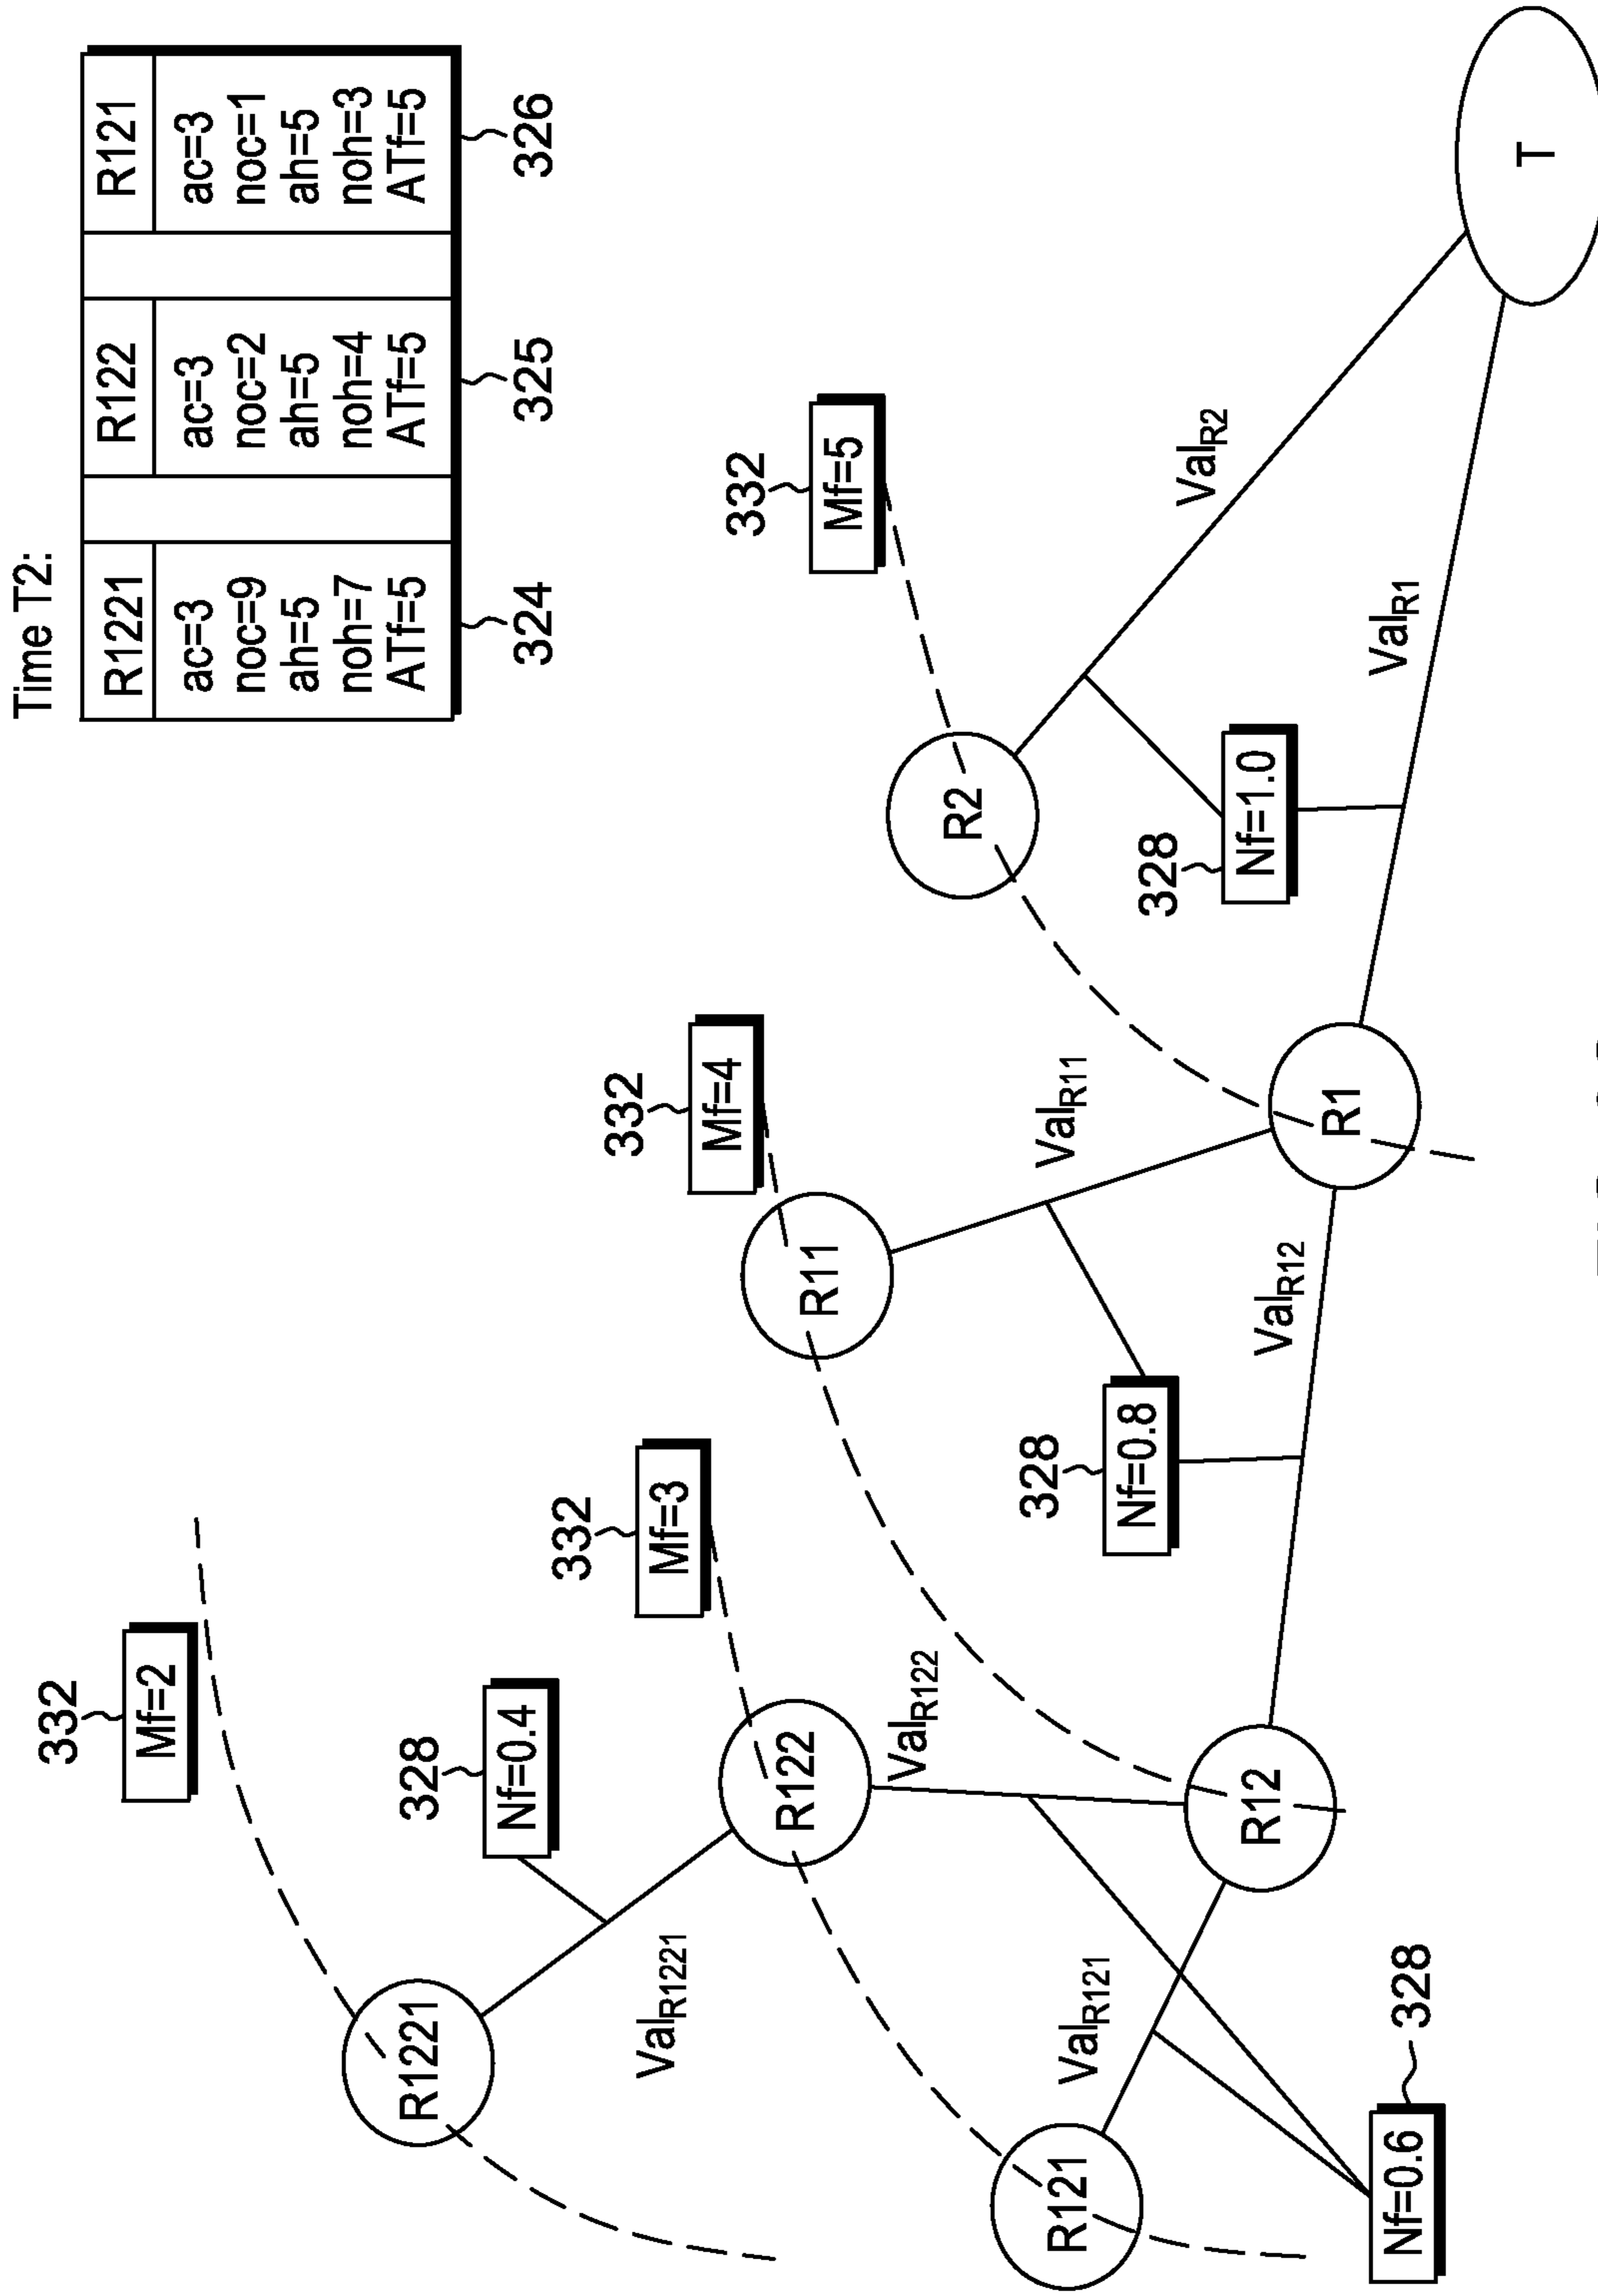 Time T2:
R1221
ac=3
noc=9
ah=5
noh=7
ATf=5
324
R122
ac=3
noc=2
ah=5
noh=4
ATf=5
325
R121
ac=3
noc=1
ah=5
noh=3
ATf=5
326
332
Mf=2
332
Mf=3
332
Mf=4
332
Mf=5
328
Nf=0.4
R1221
ValR1221
R122
ValR122
R121
ValR121
Nf=0.6
328
R12
ValR12
328
Nf=0.8
R11
ValR11
R1
ValR1
328
Nf=1.0
R2
ValR2
T